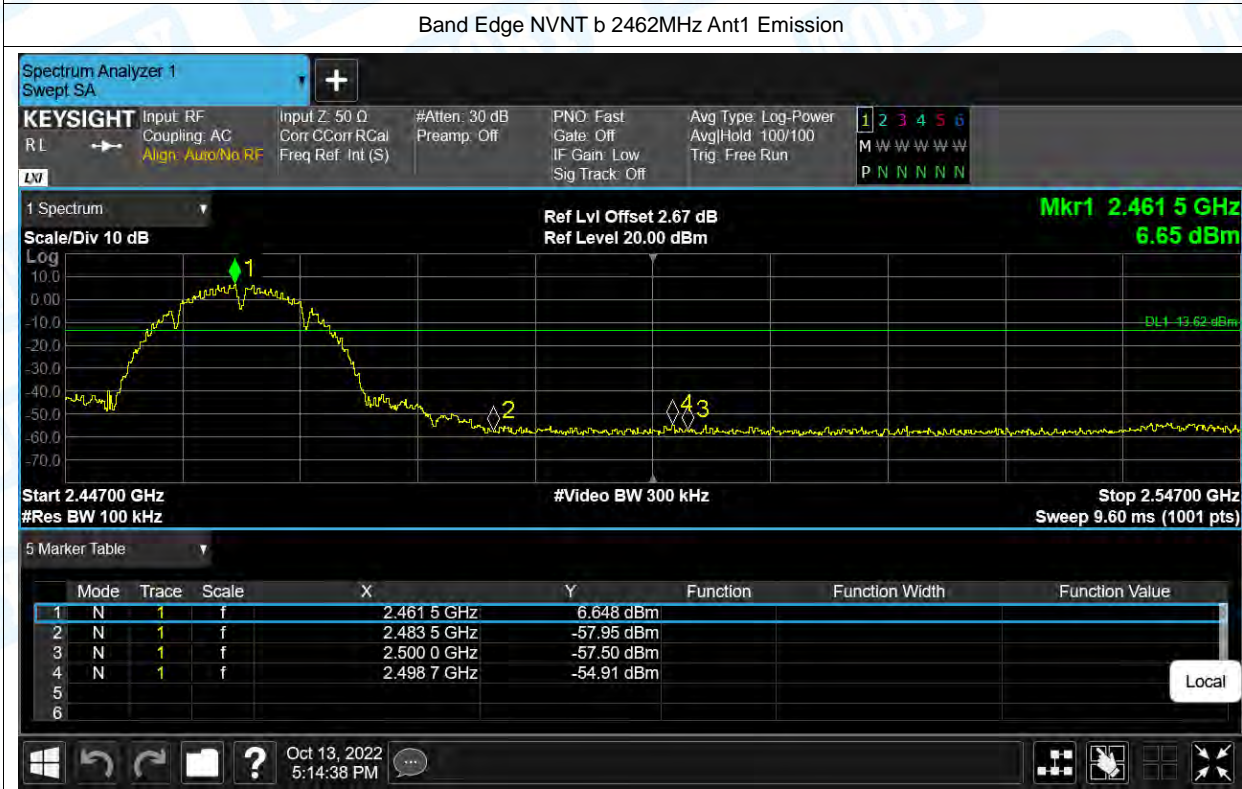 Band Edge NVNT b 2462MHz Ant1 Emission
Spectrum Analyzer 1
Swept SA
+
KEYSIGHT Input: RF Input Z: 50 Ω #Atten: 30 dB PNO: Fast Avg Type: Log-Power 1 2 3 4 5 6
RL Coupling: AC Corr CCorr RCal Preamp: Off Gate: Off Avg|Hold: 100/100 M W W W W W
Align: Auto/No RF Freq Ref: Int (S) IF Gain: Low Trig: Free Run
LXI Sig Track: Off P N N N N N
1 Spectrum Ref Lvl Offset 2.67 dB Mkr1 2.461 5 GHz
Scale/Div 10 dB Ref Level 20.00 dBm 6.65 dBm
Log
10.0
1
0.00
-10.0
DL1 -13.62 dBm
-20.0
-30.0
-40.0
-50.0
2 4 3
-60.0
-70.0
Start 2.44700 GHz #Video BW 300 kHz Stop 2.54700 GHz
#Res BW 100 kHz Sweep 9.60 ms (1001 pts)
5 Marker Table
Mode Trace Scale X Y Function Function Width Function Value
1 N 1 f 2.461 5 GHz 6.648 dBm
2 N 1 f 2.483 5 GHz -57.95 dBm
3 N 1 f 2.500 0 GHz -57.50 dBm
4 N 1 f 2.498 7 GHz -54.91 dBm
5
6
Local
? Oct 13, 2022
5:14:38 PM